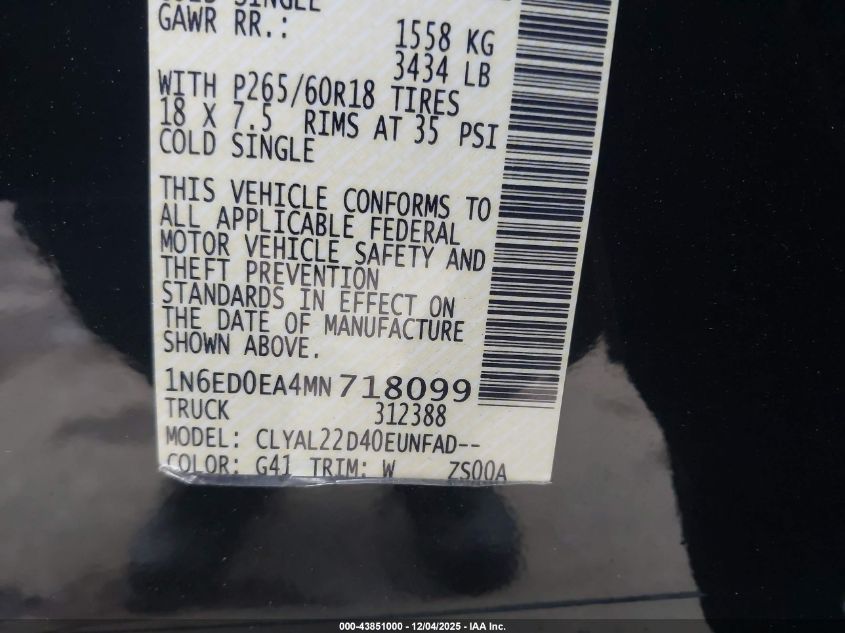 COLD SINGLE
GAWR RR.: 1558 KG
3434 LB
WITH P265/60R18 TIRES
18 X 7.5 RIMS AT 35 PSI
COLD SINGLE
THIS VEHICLE CONFORMS TO
ALL APPLICABLE FEDERAL
MOTOR VEHICLE SAFETY AND
THEFT PREVENTION
STANDARDS IN EFFECT ON
THE DATE OF MANUFACTURE
SHOWN ABOVE.
1N6ED0EA4MN718099
TRUCK 312388
MODEL: CLYAL22D40EUNFAD--
COLOR: G41 TRIM: W ZS00A
000-43851000 - 12/04/2025 - IAA Inc.